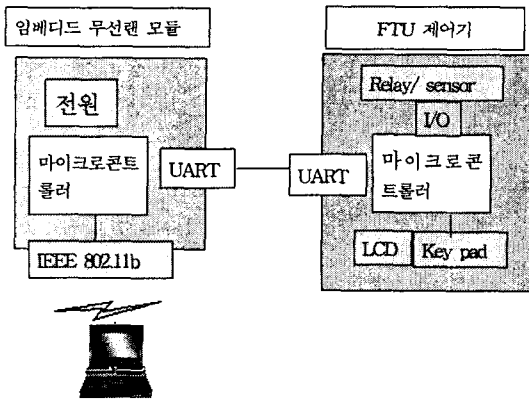 임베디드 무선랜 모듈
전원
마이크로콘트
롤러
UART
IEEE 802.11b
FTU 제어기
Relay/ sensor
I/O
UART
마이크로콘
트롤러
LCD
Key pad